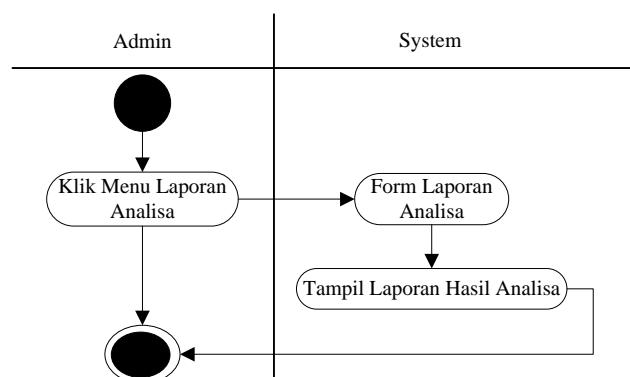 Admin
System
Klik Menu Laporan
Analisa
Form Laporan
Analisa
Tampil Laporan Hasil Analisa